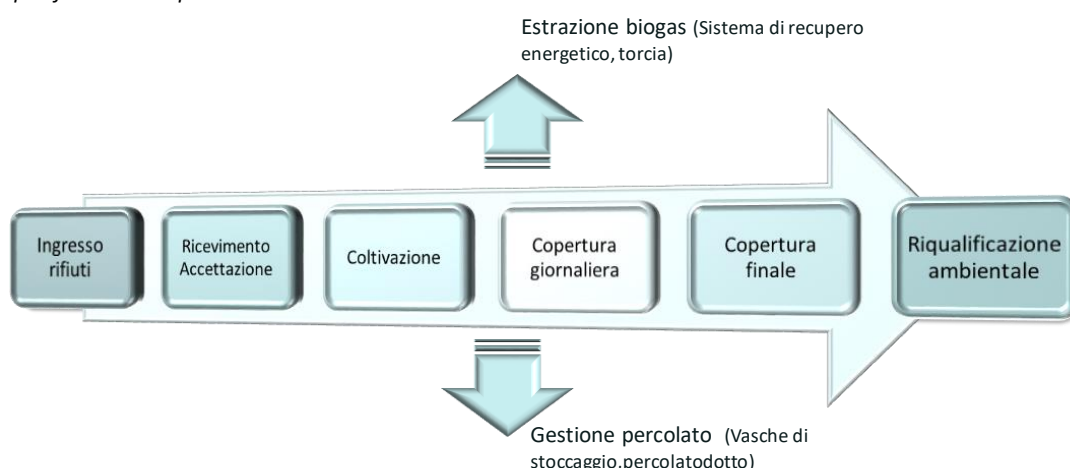 Estrazione biogas (Sistema di recupero
energetico, torcia)
Ingresso
rifiuti
Ricevimento
Accettazione
Coltivazione
Copertura
giornaliera
Copertura
finale
Riqualificazione
ambientale
Gestione percolato (Vasche di
stoccaggio,percolatodotto)